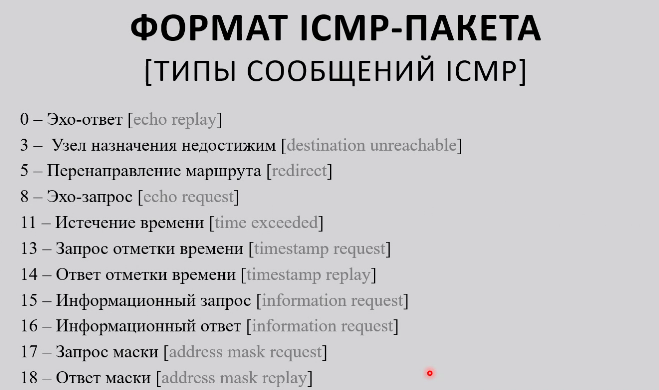 ФОРМАТ ICMP-ПАКЕТА
[ТИПЫ СООБЩЕНИЙ ICMP]
0 – Эхо-ответ [echo replay]
3 – Узел назначения недостижим [destination unreachable]
5 – Перенаправление маршрута [redirect]
8 – Эхо-запрос [echo request]
11 – Истечение времени [time exceeded]
13 – Запрос отметки времени [timestamp request]
14 – Ответ отметки времени [timestamp replay]
15 – Информационный запрос [information request]
16 – Информационный ответ [information request]
17 – Запрос маски [address mask request]
18 – Ответ маски [address mask replay]